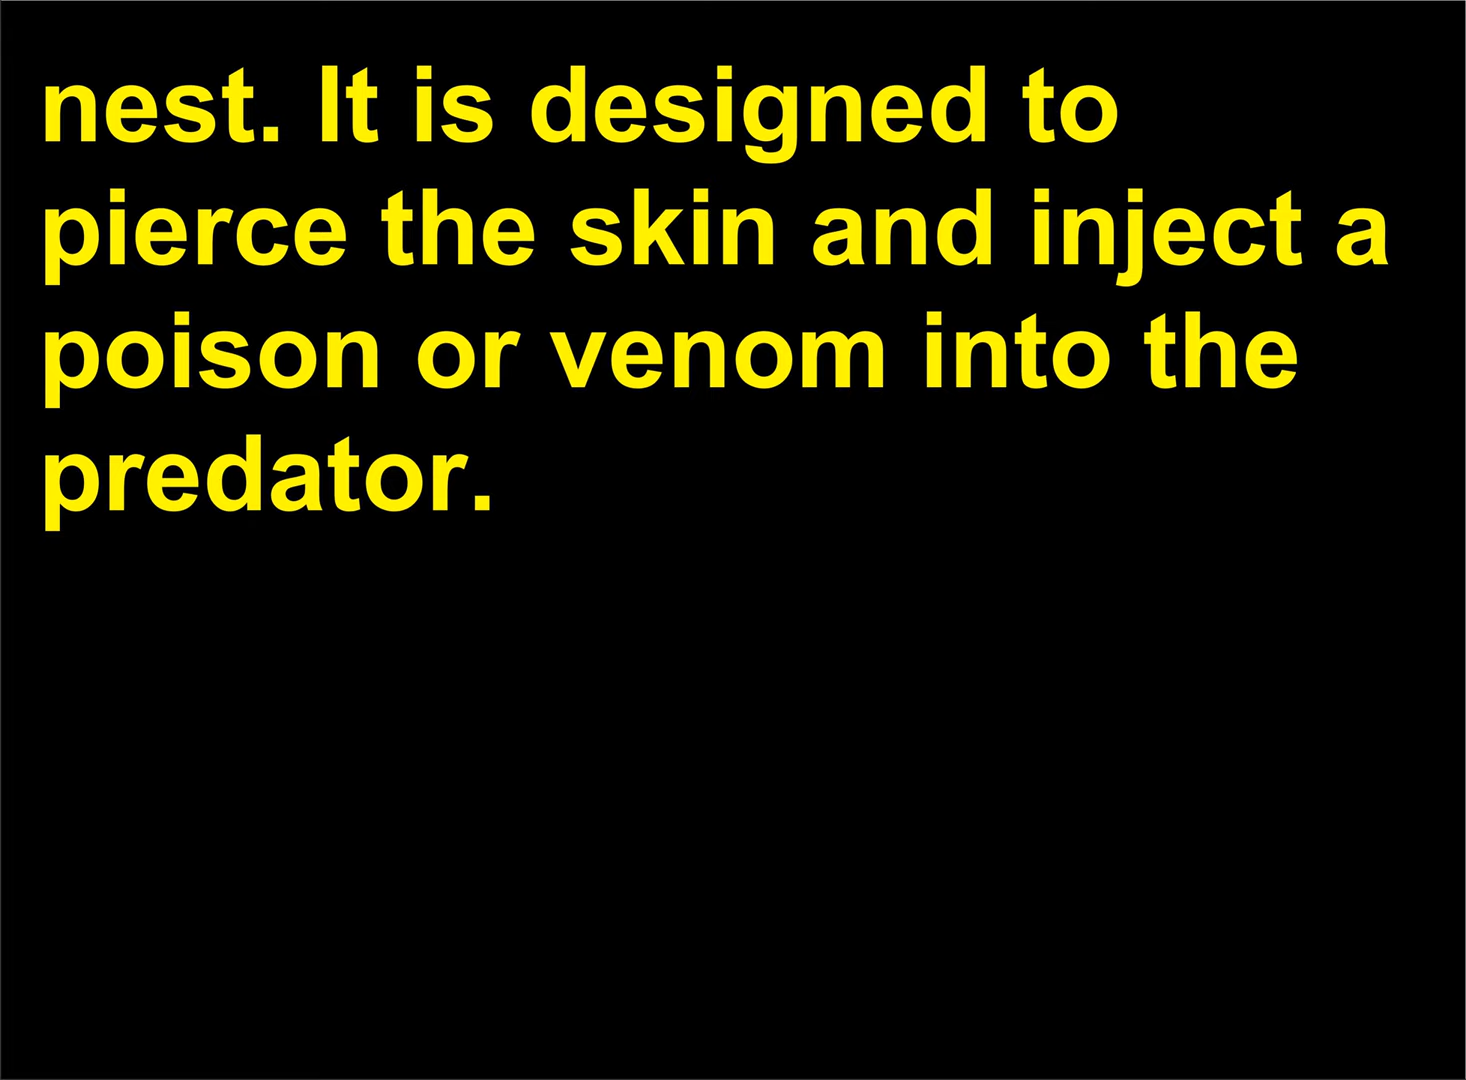 nest. It is designed to
pierce the skin and inject a
poison or venom into the
predator.